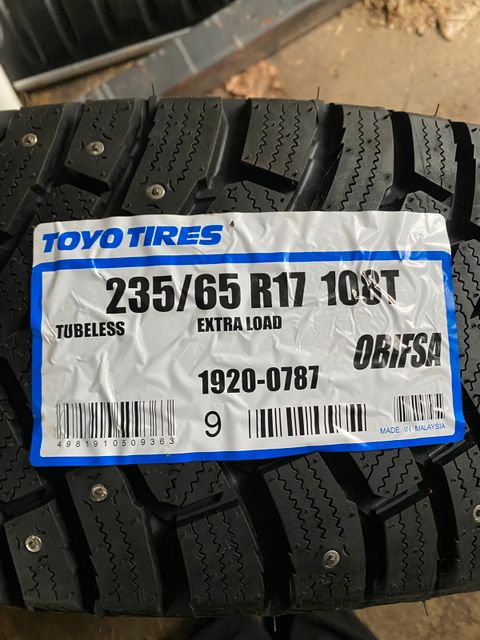 TOYO TIRES
235/65 R17 108T
TUBELESS EXTRA LOAD
OBIFSA
1920-0787
4981910509363
9
MADE IN MALAYSIA